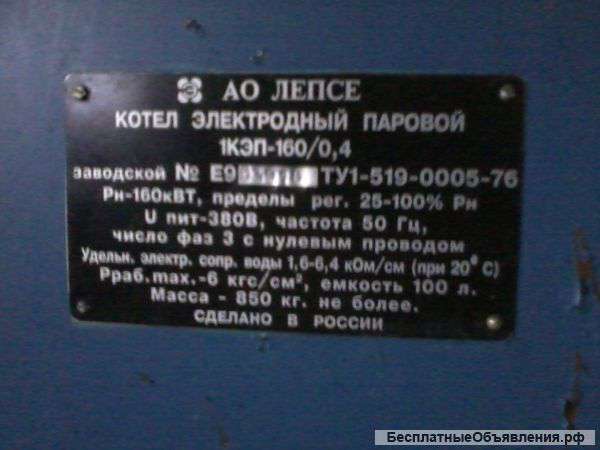 АО ЛЕПСЕ
КОТЕЛ ЭЛЕКТРОДНЫЙ ПАРОВОЙ
1КЭП-160/0,4
заводской № Е9 ТУ1-519-0005-76
Рн-160кВТ, пределы рег. 25-100% Рн
U пит-380В, частота 50 Гц,
число фаз 3 с нулевым проводом
Удельн. электр. сопр. воды 1,6-6,4 кОм/см (при 20° С)
Рраб.max.-6 кгс/см², емкость 100 л.
Масса - 850 кг. не более.
СДЕЛАНО В РОССИИ
БесплатныеОбъявления.рф